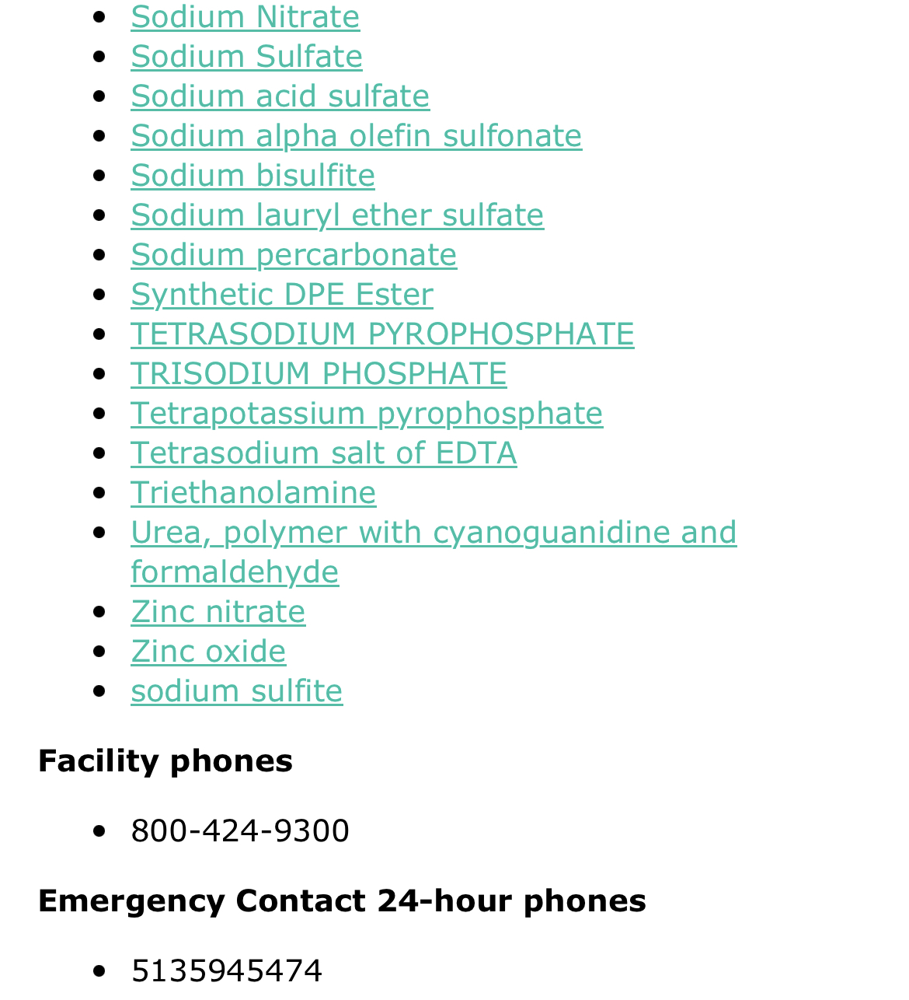 Sodium Nitrate
Sodium Sulfate
Sodium acid sulfate
Sodium alpha olefin sulfonate
Sodium bisulfite
Sodium lauryl ether sulfate
Sodium percarbonate
Synthetic DPE Ester
TETRASODIUM PYROPHOSPHATE
TRISODIUM PHOSPHATE
Tetrapotassium pyrophosphate
Tetrasodium salt of EDTA
Triethanolamine
Urea, polymer with cyanoguanidine and
formaldehyde
Zinc nitrate
Zinc oxide
sodium sulfite
Facility phones
800-424-9300
Emergency Contact 24-hour phones
5135945474